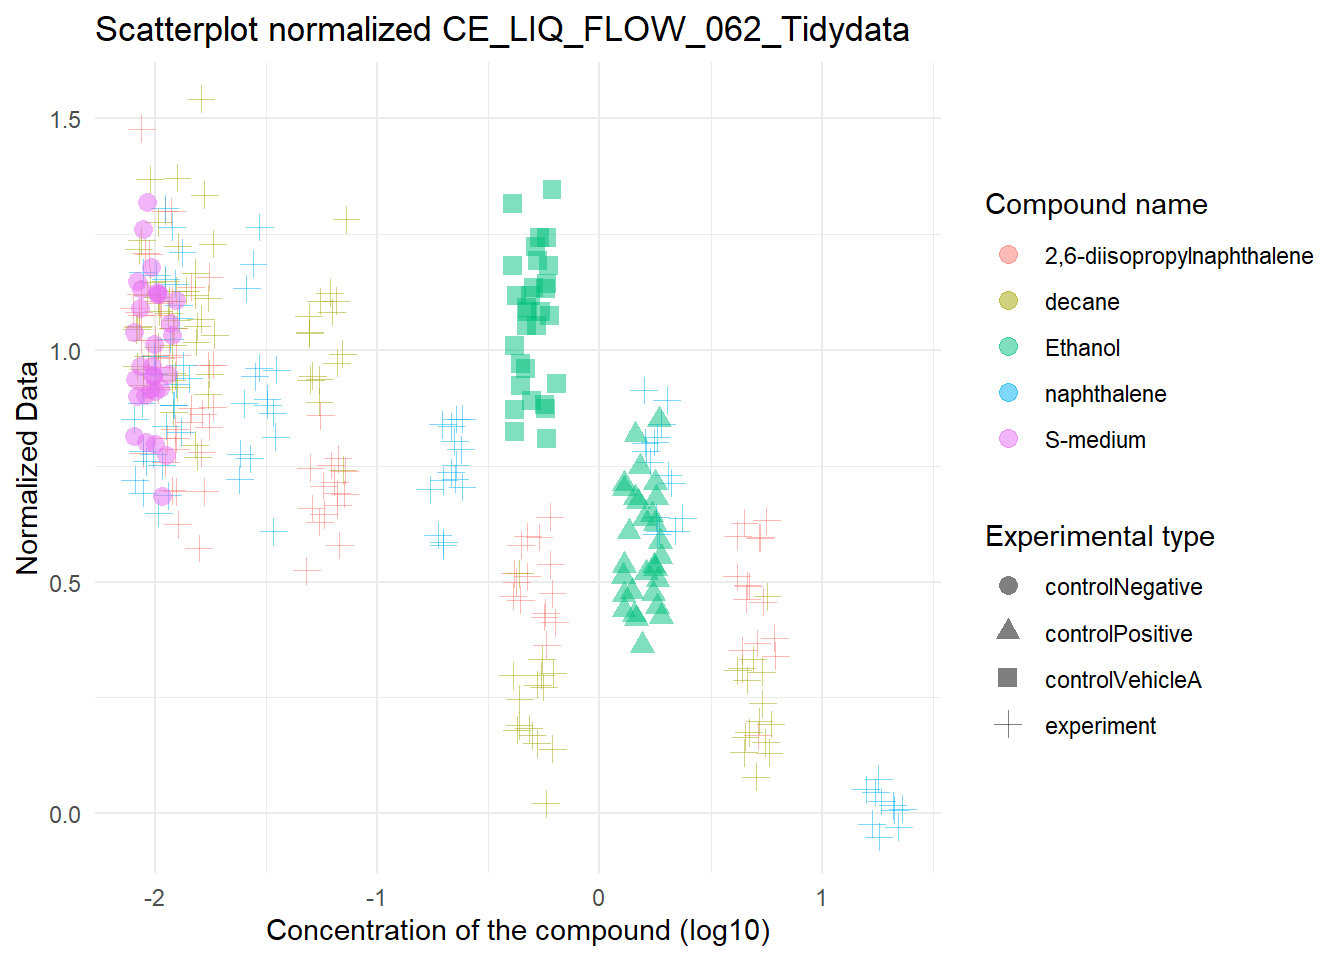 Scatterplot normalized CE_LIQ_FLOW_062_Tidydata
Normalized Data
1.5
1.0
0.5
0.0
-2
-1
0
1
Concentration of the compound (log10)
Compound name
2,6-diisopropylnaphthalene
decane
Ethanol
naphthalene
S-medium
Experimental type
controlNegative
controlPositive
controlVehicleA
experiment